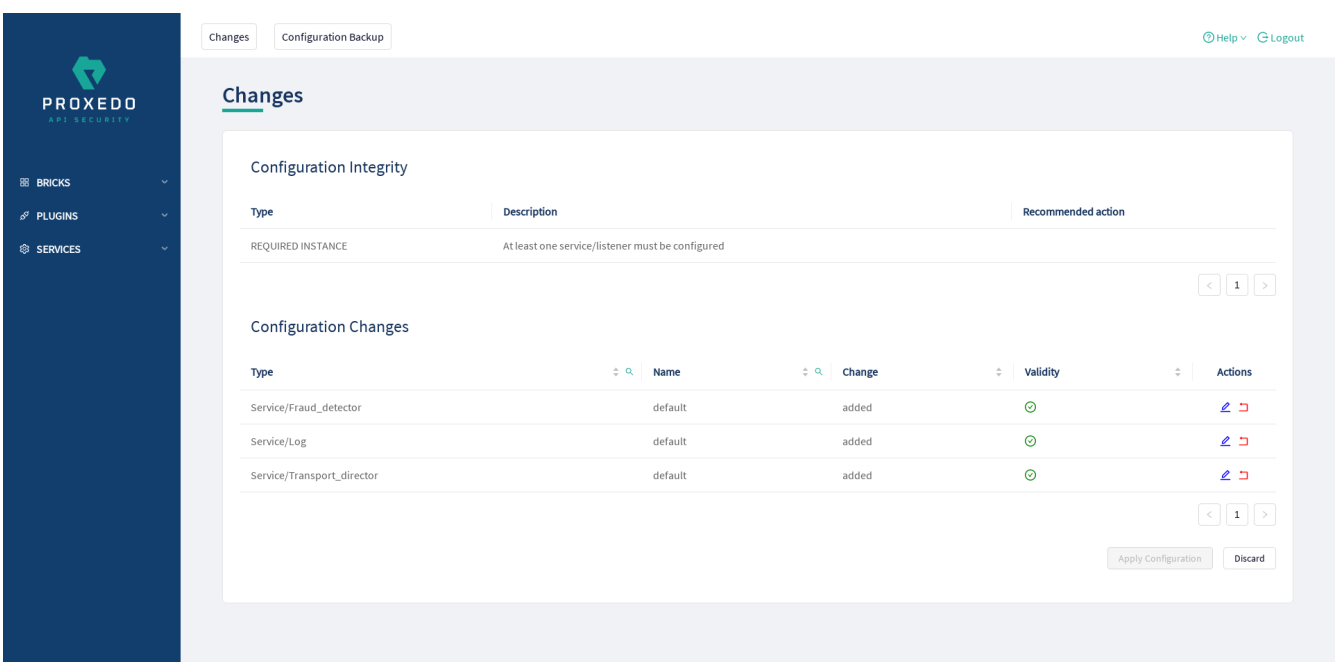 Changes Configuration Backup Help Logout
PROXEDO
API SECURITY
BRICKS
PLUGINS
SERVICES
Changes
Configuration Integrity
Type Description Recommended action
REQUIRED INSTANCE At least one service/listener must be configured
1
Configuration Changes
Type Name Change Validity Actions
Service/Fraud_detector default added
Service/Log default added
Service/Transport_director default added
1
Apply Configuration Discard